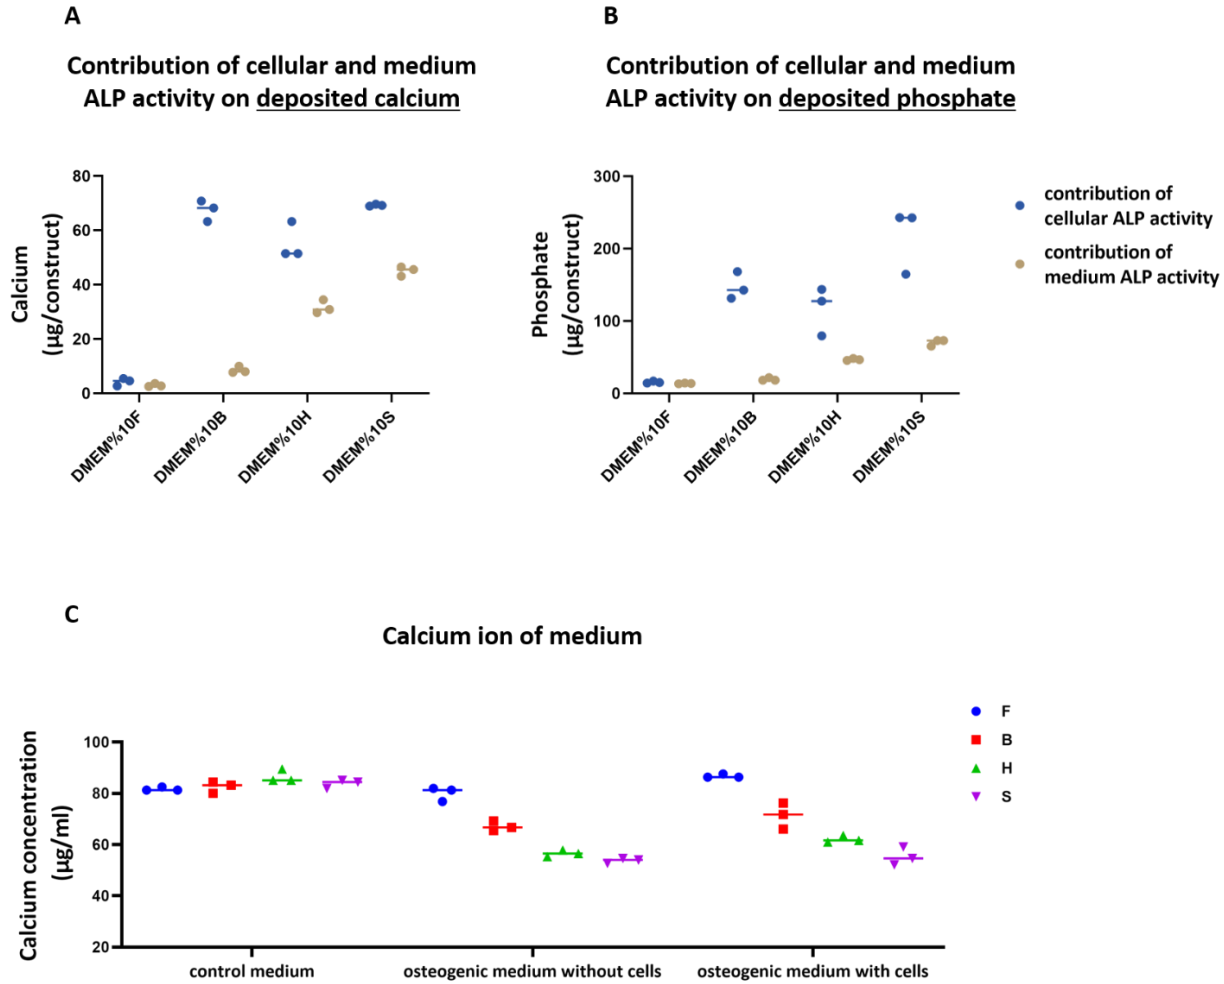 A
Contribution of cellular and medium
ALP activity on deposited calcium
80
60
40
20
0
Calcium
(µg/construct)
DMEM%10F
DMEM%10B
DMEM%10H
DMEM%10S
B
Contribution of cellular and medium
ALP activity on deposited phosphate
300
200
100
0
Phosphate
(µg/construct)
DMEM%10F
DMEM%10B
DMEM%10H
DMEM%10S
contribution of
cellular ALP activity
contribution of
medium ALP activity
C
Calcium ion of medium
100
80
60
40
20
Calcium concentration
(µg/ml)
control medium
osteogenic medium without cells
osteogenic medium with cells
F
B
H
S